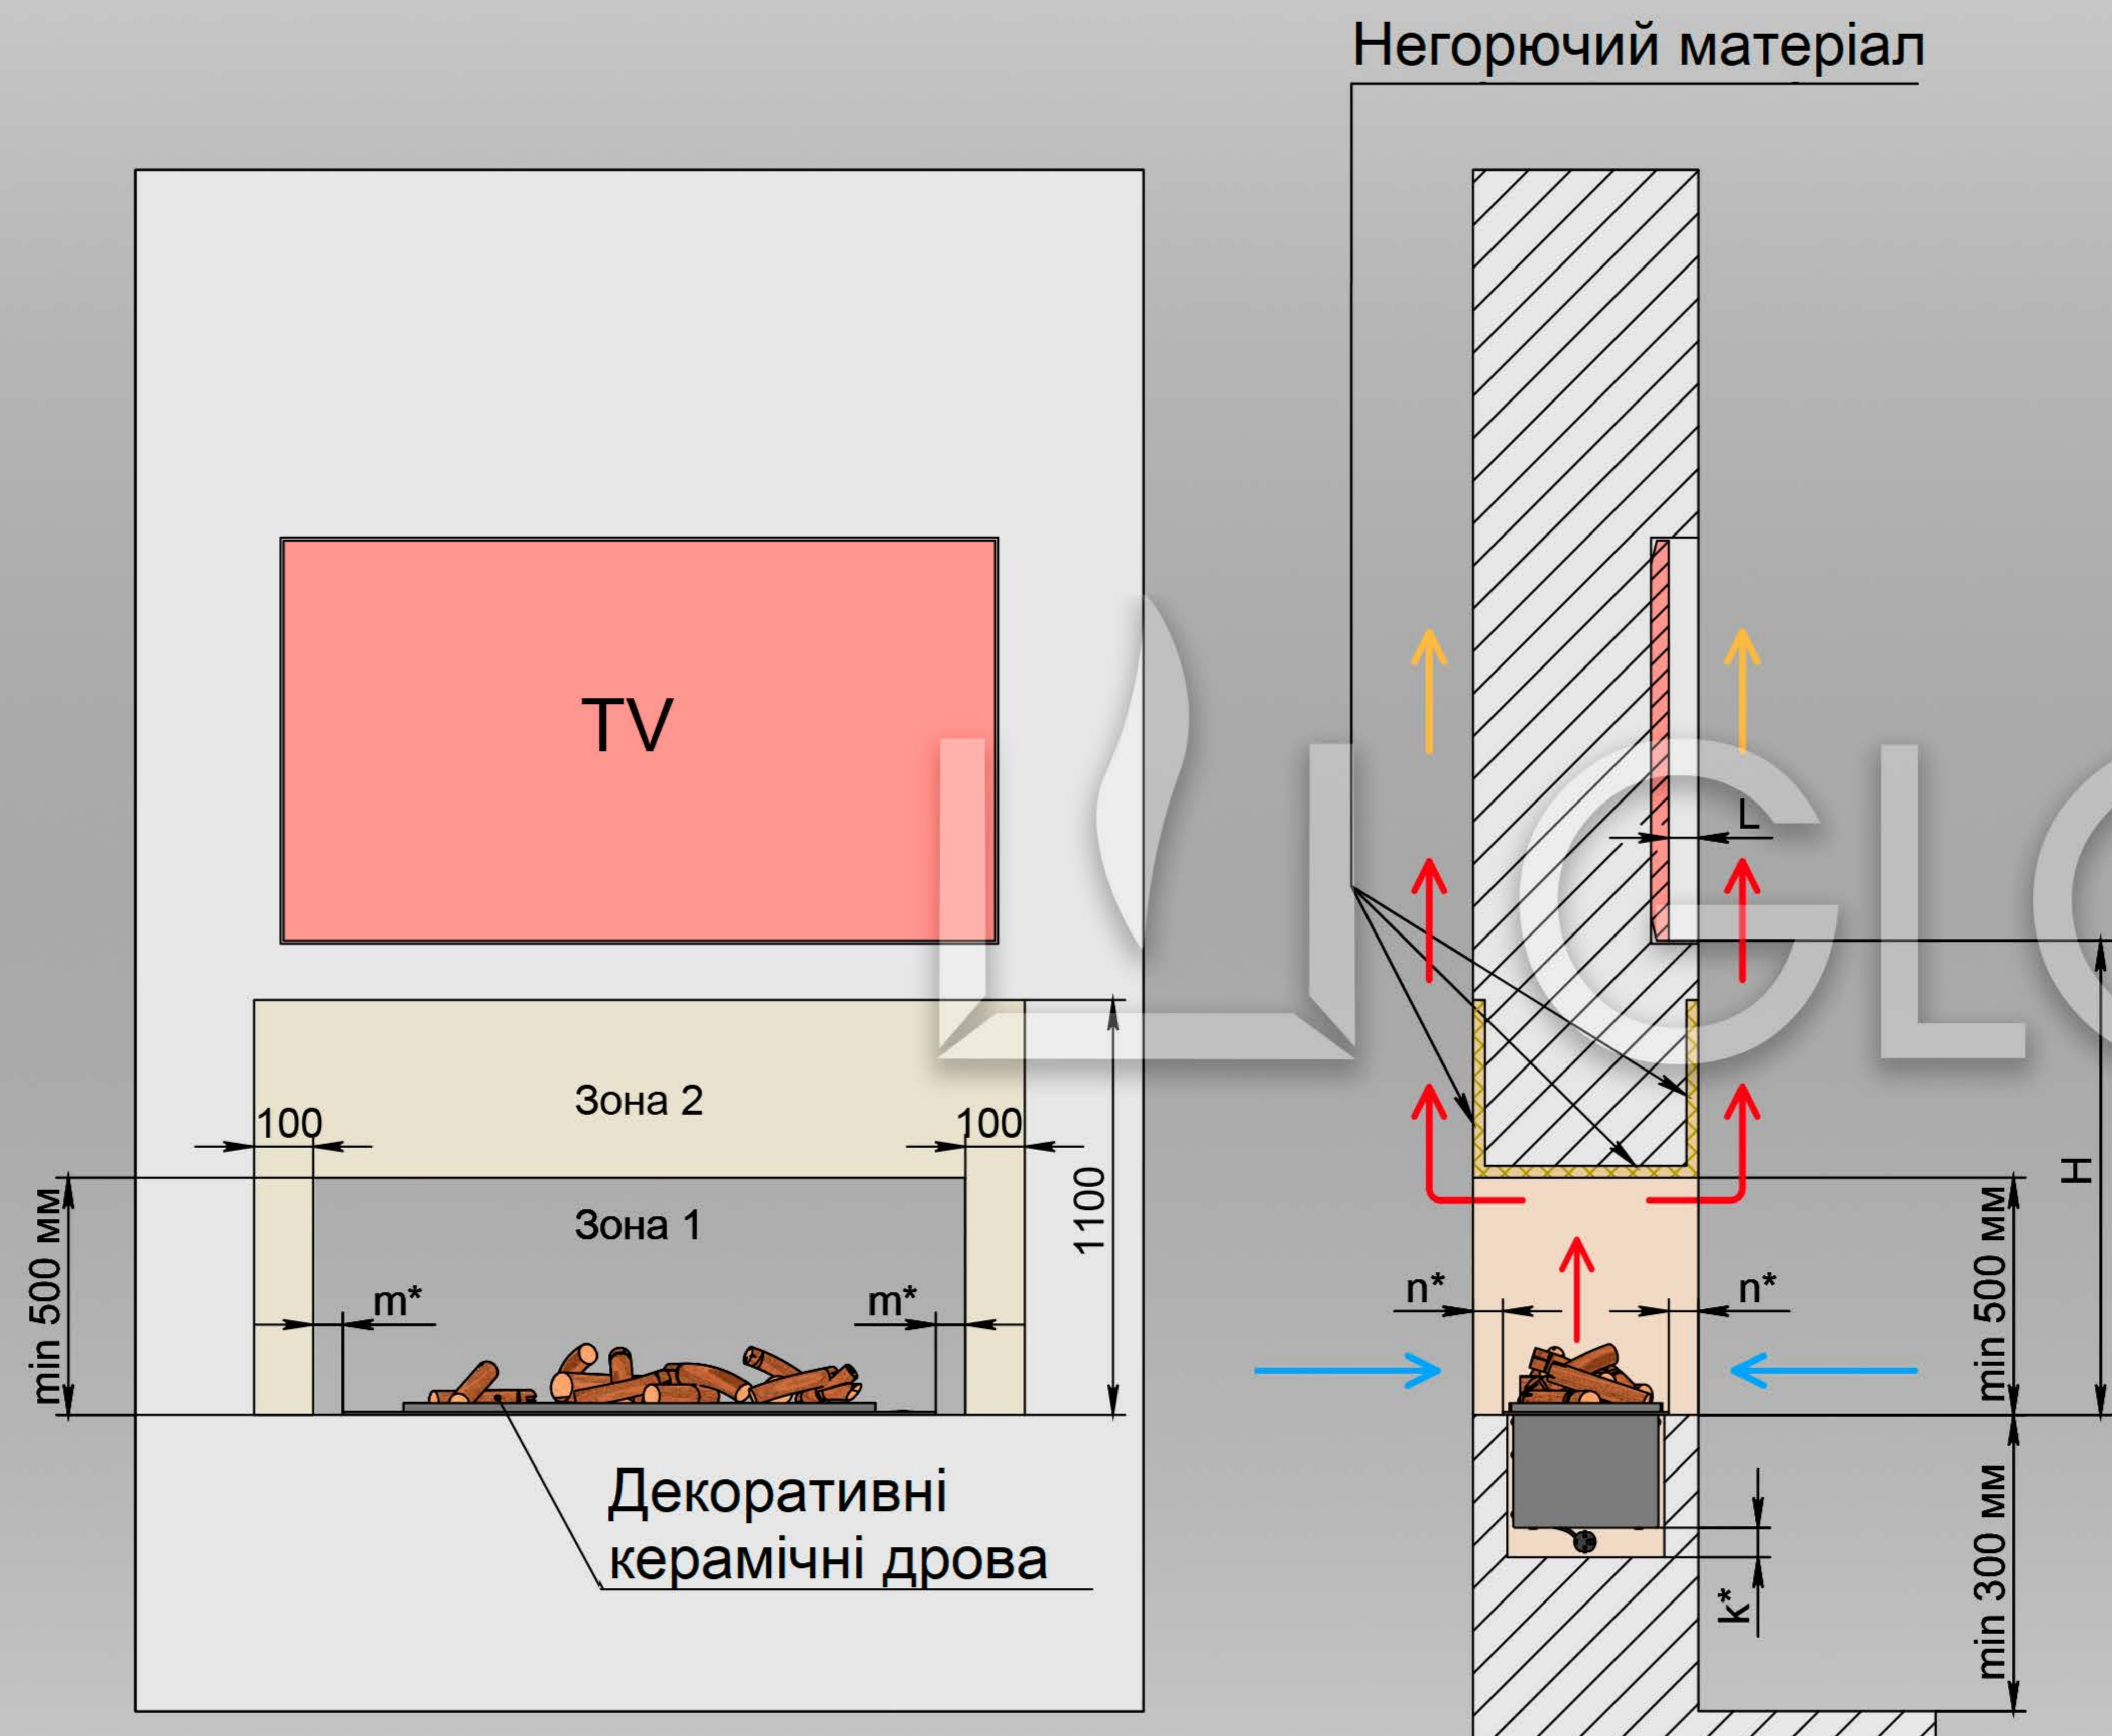 Негорючий матеріал
TV
L
Зона 2
100
100
1100
H
min 500 мм
Зона 1
min 500 мм
m*
m*
n*
n*
Декоративні
керамічні дрова
k*
min 300 мм
GLO